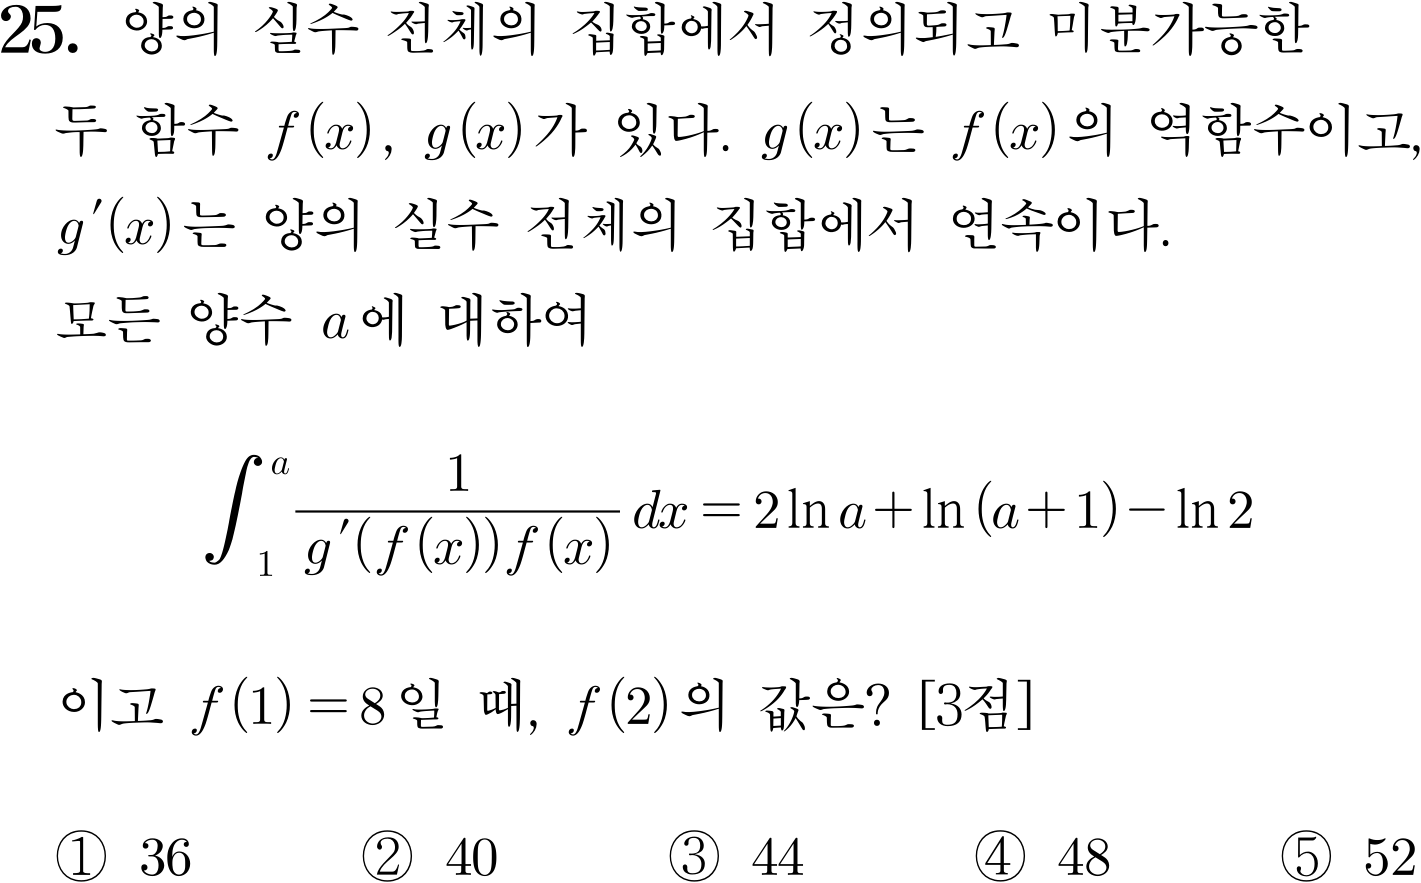 25. 양의 실수 전체의 집합에서 정의되고 미분가능한
두 함수 f(x), g(x)가 있다. g(x)는 f(x)의 역함수이고,
g′(x)는 양의 실수 전체의 집합에서 연속이다.
모든 양수 a에 대하여
∫₁ᵃ 1/(g′(f(x))f(x)) dx = 2 ln a + ln(a+1) − ln 2
이고 f(1)=8일 때, f(2)의 값은? [3점]
① 36 ② 40 ③ 44 ④ 48 ⑤ 52